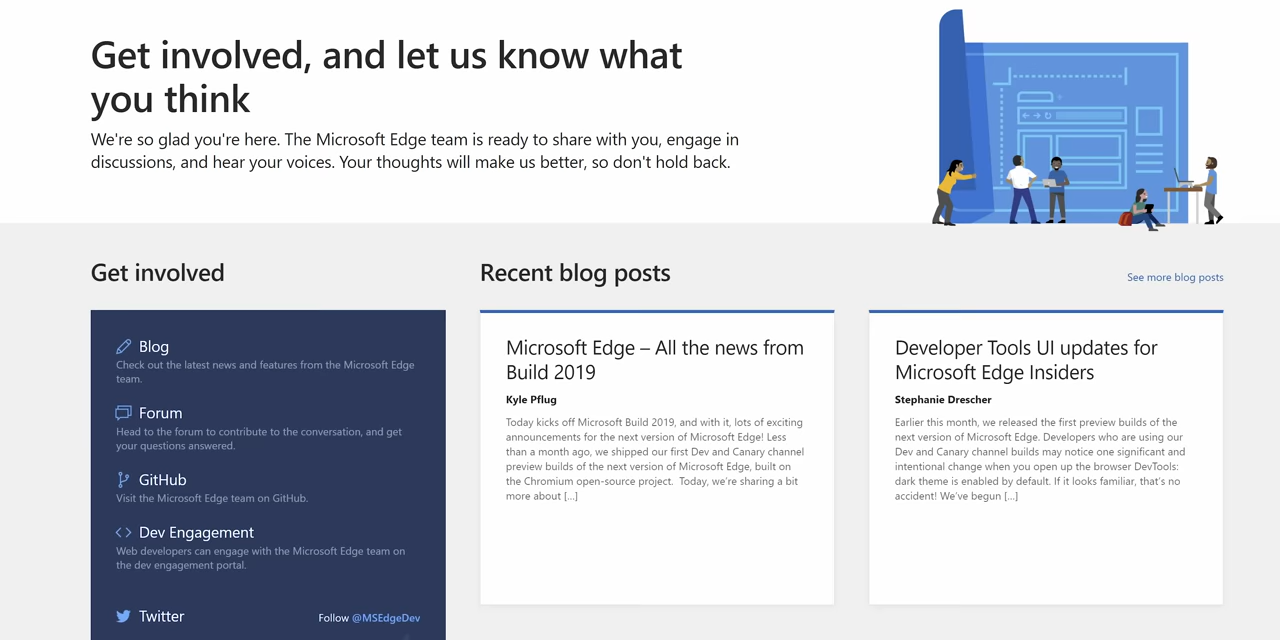 Get involved, and let us know what
you think
We're so glad you're here. The Microsoft Edge team is ready to share with you, engage in
discussions, and hear your voices. Your thoughts will make us better, so don't hold back.
Get involved
Blog
Check out the latest news and features from the Microsoft Edge
team.
Forum
Head to the forum to contribute to the conversation, and get
your questions answered.
GitHub
Visit the Microsoft Edge team on GitHub.
Dev Engagement
Web developers can engage with the Microsoft Edge team on
the dev engagement portal.
Twitter
Follow @MSEdgeDev
Recent blog posts
See more blog posts
Microsoft Edge – All the news from
Build 2019
Kyle Pflug
Today kicks off Microsoft Build 2019, and with it, lots of exciting
announcements for the next version of Microsoft Edge! Less
than a month ago, we shipped our first Dev and Canary channel
preview builds of the next version of Microsoft Edge, built on
the Chromium open-source project.  Today, we're sharing a bit
more about [...]
Developer Tools UI updates for
Microsoft Edge Insiders
Stephanie Drescher
Earlier this month, we released the first preview builds of the
next version of Microsoft Edge. Developers who are using our
Dev and Canary channel builds may notice one significant and
intentional change when you open up the browser DevTools:
dark theme is enabled by default. If it looks familiar, that's no
accident! We've begun [...]